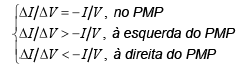 ΔI/ΔV = −I/V, no PMP
ΔI/ΔV > −I/V, à esquerda do PMP
ΔI/ΔV < −I/V, à direita do PMP